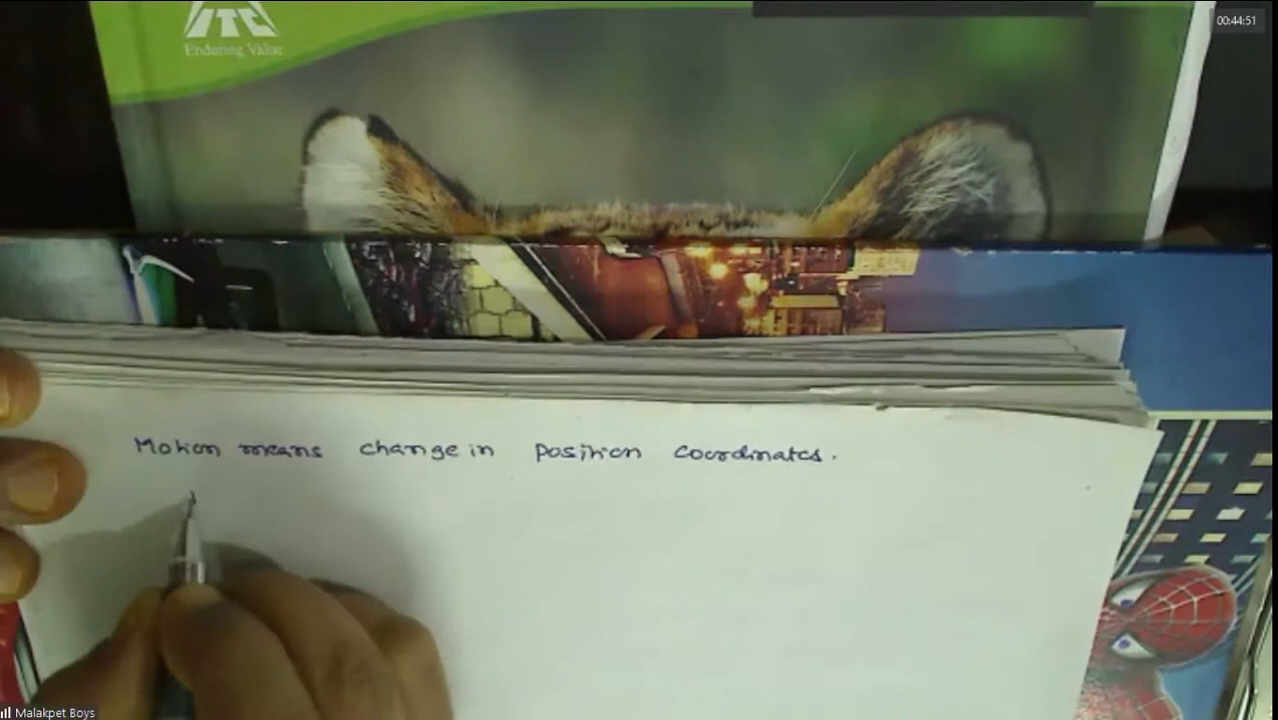 ITC
Enduring Value
00:44:51
Motion means change in position coordinates.
Malakpet Boys